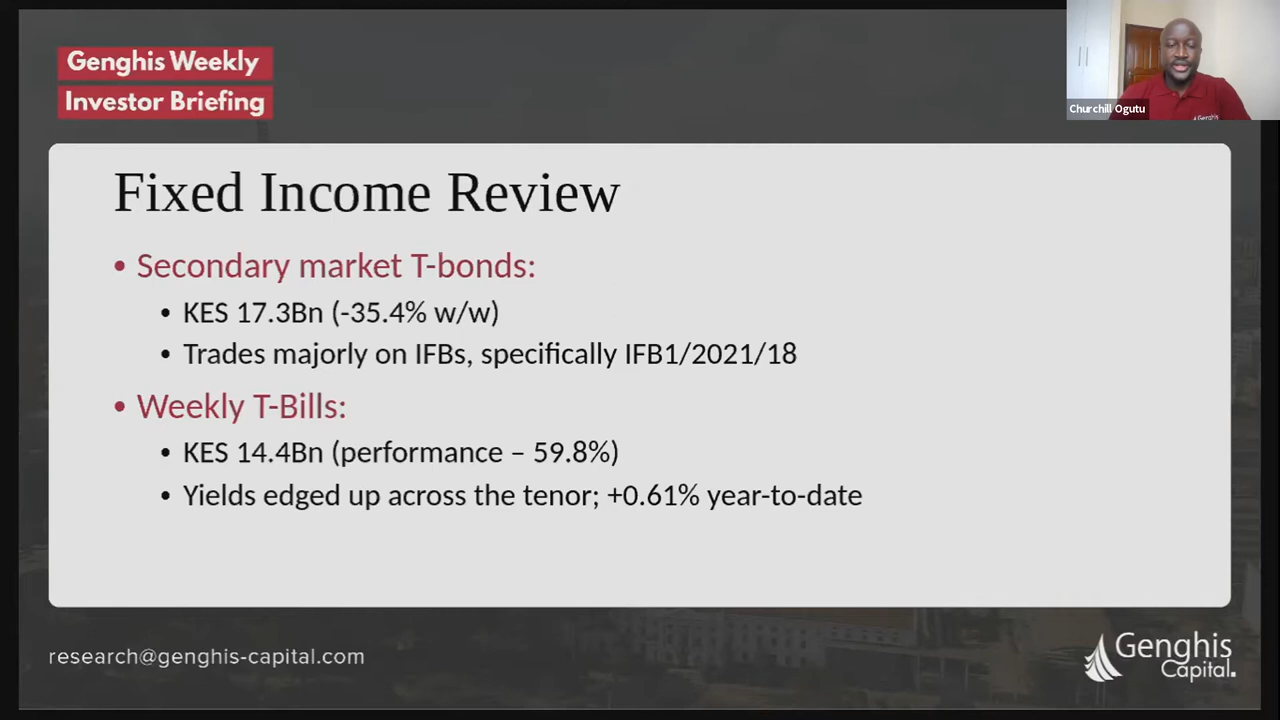 Genghis Weekly
Investor Briefing
Churchill Ogutu
Genghis
Fixed Income Review
• Secondary market T-bonds:
• KES 17.3Bn (-35.4% w/w)
• Trades majorly on IFBs, specifically IFB1/2021/18
• Weekly T-Bills:
• KES 14.4Bn (performance – 59.8%)
• Yields edged up across the tenor; +0.61% year-to-date
research@genghis-capital.com
Genghis
Capital.